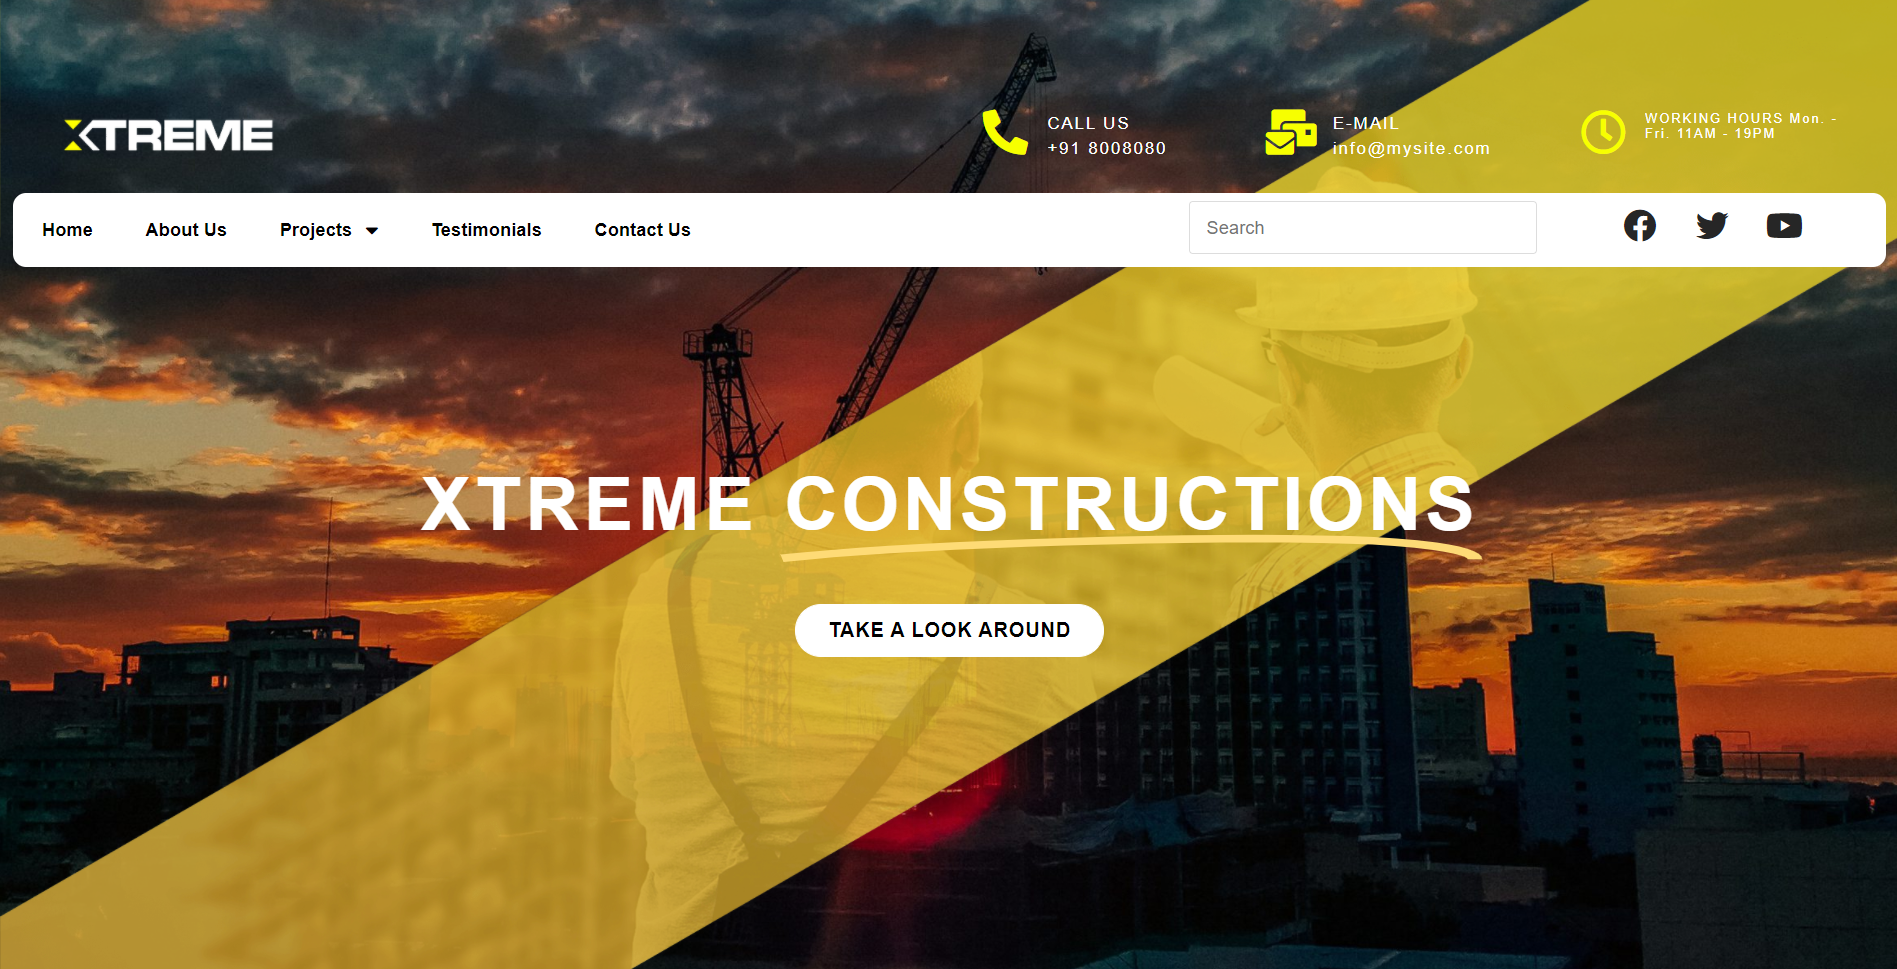 XTREME
CALL US
+91 8008080
E-MAIL
info@mysite.com
WORKING HOURS Mon. -
Fri. 11AM - 19PM
Home
About Us
Projects
Testimonials
Contact Us
Search
XTREME CONSTRUCTIONS
TAKE A LOOK AROUND